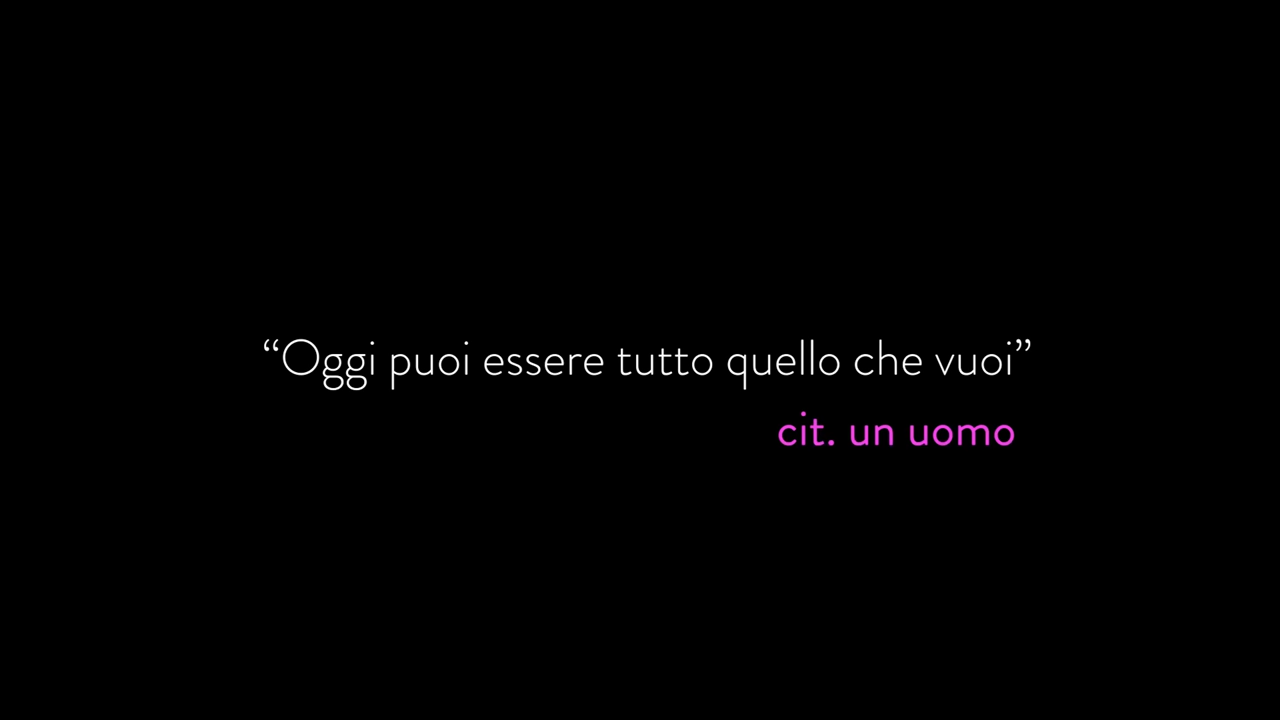 “Oggi puoi essere tutto quello che vuoi”
cit. un uomo